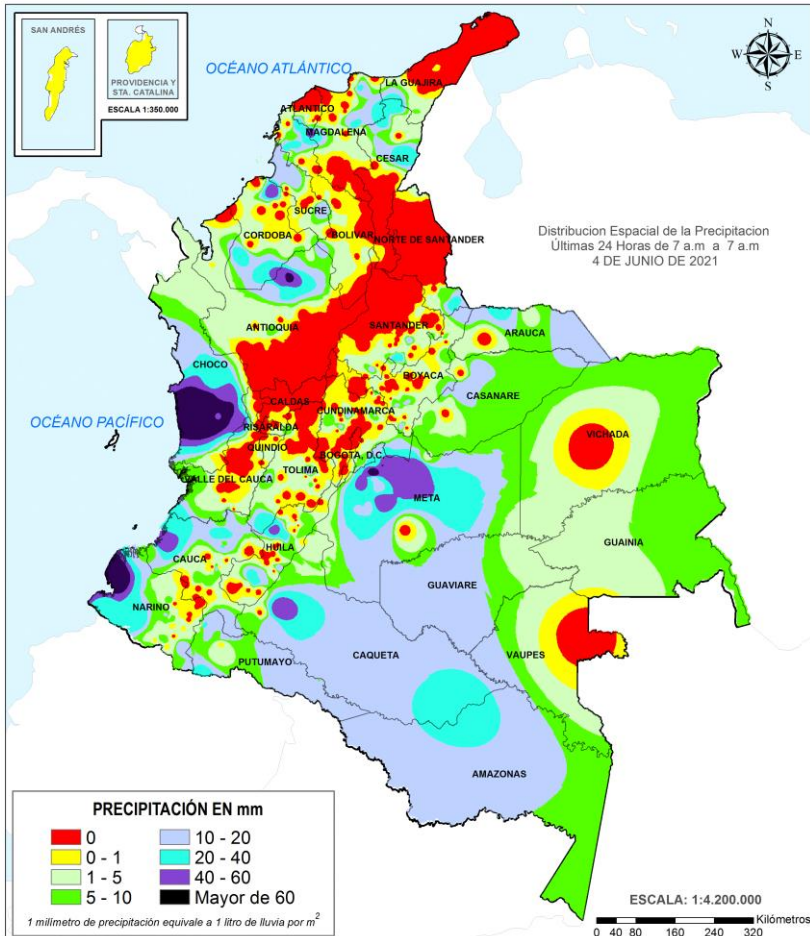 SAN ANDRÉS
PROVIDENCIA Y
STA. CATALINA
ESCALA 1:350.000
OCÉANO ATLÁNTICO
N
W
E
S
LA GUAJIRA
ATLANTICO
MAGDALENA
CESAR
SUCRE
BOLIVAR
NORTE DE SANTANDER
CORDOBA
Distribucion Espacial de la Precipitacion
Últimas 24 Horas de 7 a.m a 7 a.m
4 DE JUNIO DE 2021
ANTIOQUIA
SANTANDER
ARAUCA
CHOCO
BOYACA
CASANARE
OCÉANO PACÍFICO
CALDAS
CUNDINAMARCA
RISARALDA
VICHADA
QUINDIO
BOGOTA, D.C.
TOLIMA
VALLE DEL CAUCA
META
GUAINIA
HUILA
CAUCA
GUAVIARE
NARIÑO
VAUPES
CAQUETA
PUTUMAYO
AMAZONAS
PRECIPITACIÓN EN mm
0
0 - 1
1 - 5
5 - 10
10 - 20
20 - 40
40 - 60
Mayor de 60
1 milímetro de precipitación equivale a 1 litro de lluvia por m²
ESCALA: 1:4.200.000
Kilómetros
0 40 80 160 240 320